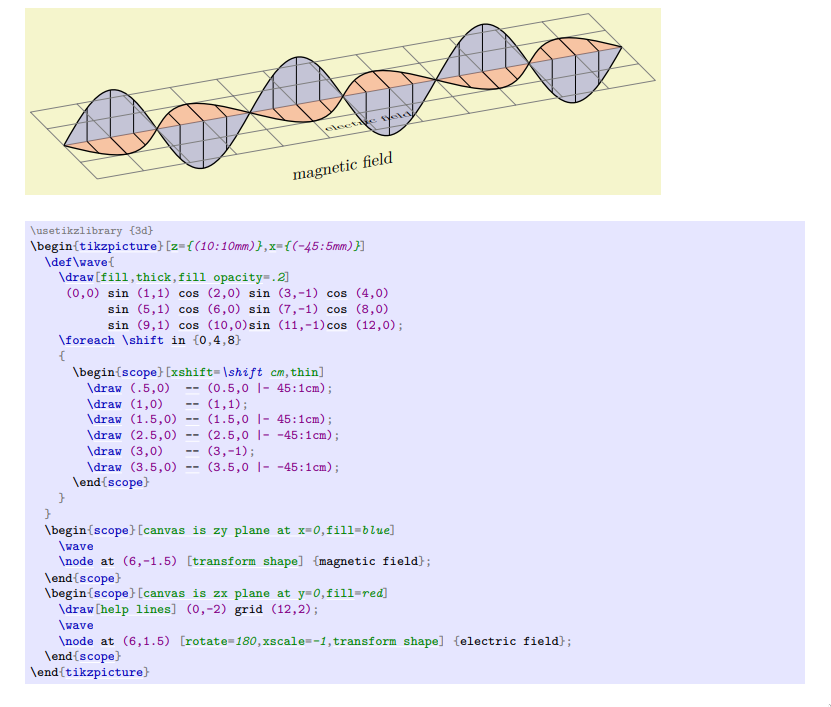 electric field
magnetic field
\usetikzlibrary {3d}
\begin{tikzpicture}[z={(10:10mm)},x={(-45:5mm)}]
\def\wave{
\draw[fill,thick,fill opacity=.2]
(0,0) sin (1,1) cos (2,0) sin (3,-1) cos (4,0)
sin (5,1) cos (6,0) sin (7,-1) cos (8,0)
sin (9,1) cos (10,0)sin (11,-1)cos (12,0);
\foreach \shift in {0,4,8}
{
\begin{scope}[xshift=\shift cm,thin]
\draw (.5,0) -- (0.5,0 |- 45:1cm);
\draw (1,0) -- (1,1);
\draw (1.5,0) -- (1.5,0 |- 45:1cm);
\draw (2.5,0) -- (2.5,0 |- -45:1cm);
\draw (3,0) -- (3,-1);
\draw (3.5,0) -- (3.5,0 |- -45:1cm);
\end{scope}
}
}
\begin{scope}[canvas is zy plane at x=0,fill=blue]
\wave
\node at (6,-1.5) [transform shape] {magnetic field};
\end{scope}
\begin{scope}[canvas is zx plane at y=0,fill=red]
\draw[help lines] (0,-2) grid (12,2);
\wave
\node at (6,1.5) [rotate=180,xscale=-1,transform shape] {electric field};
\end{scope}
\end{tikzpicture}